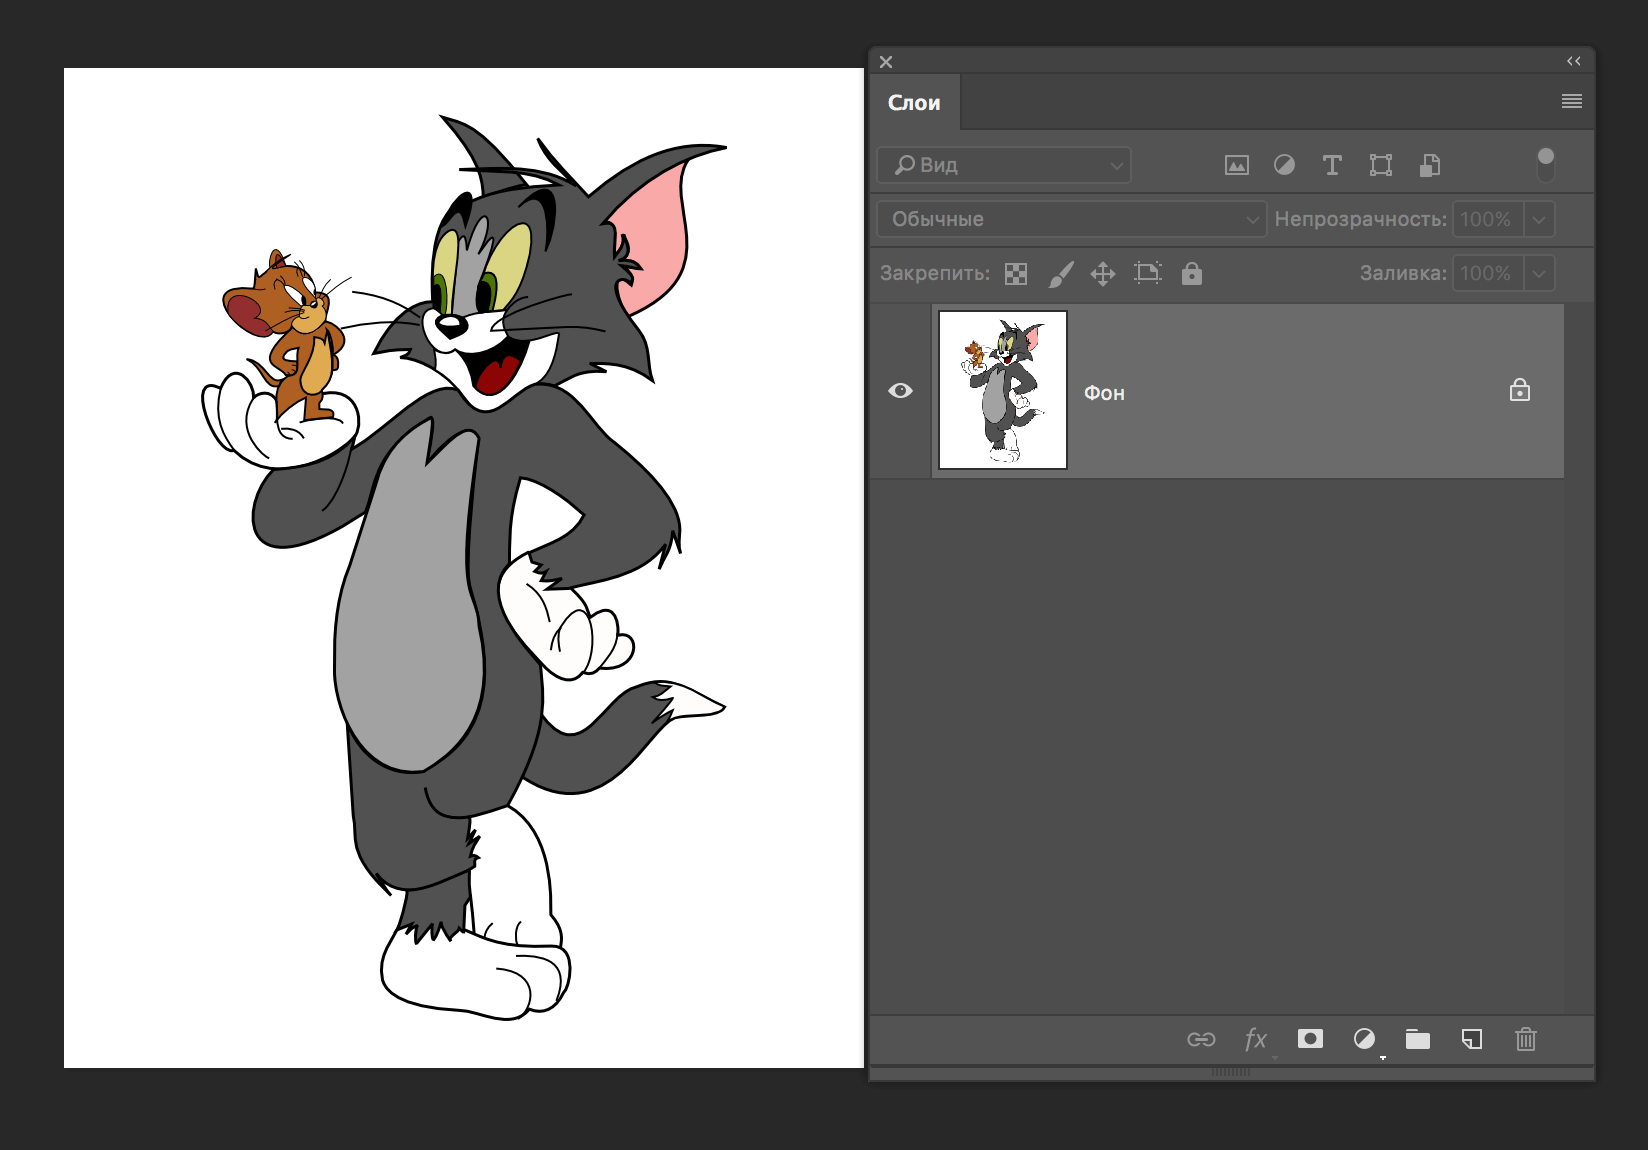 Слои
Вид
Обычные Непрозрачность: 100%
Закрепить: Заливка: 100%
Фон
fx